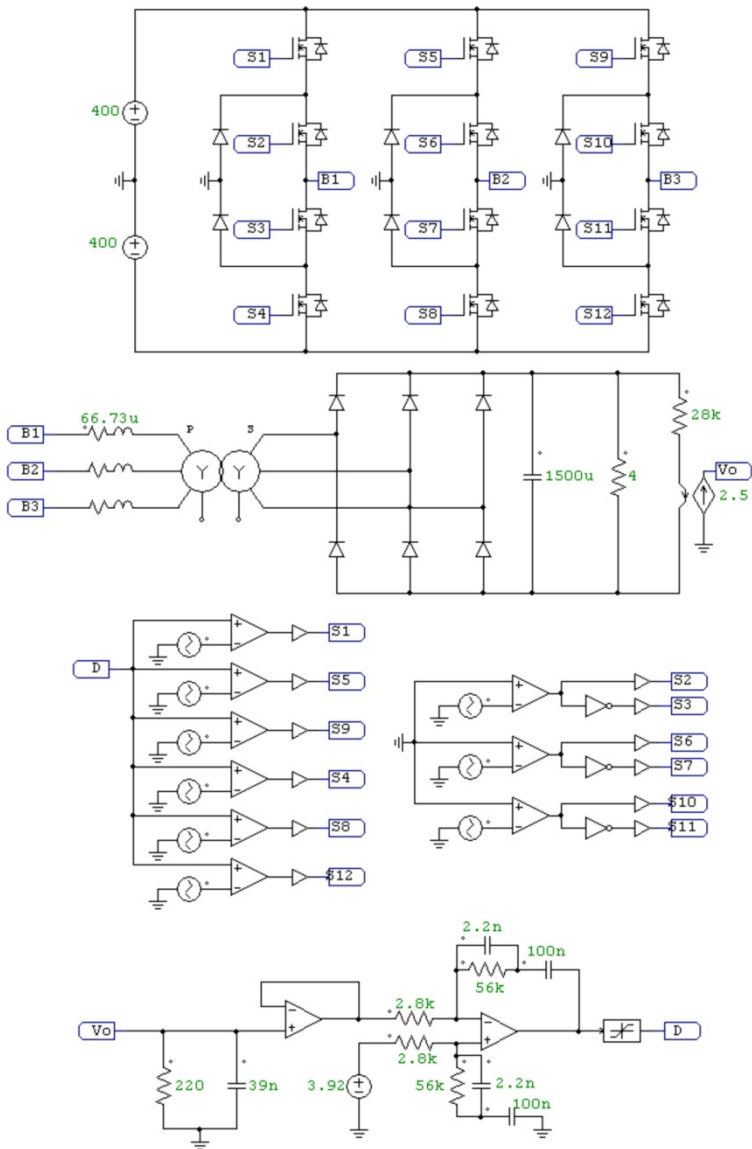 S1 S5 S9
400
S2 S6 S10
B1 B2 B3
S3 S7 S11
400
S4 S8 S12
66.73u
P S
28k
B1
Y Y
Vo
B2
1500u 4
2.5
B3
S1
D
S5 S2
S3
S9
S6
S4 S7
S10
S8
S11
S12
2.2n
100n
56k
2.8k
Vo
D
2.8k
220 39n 3.92 56k 2.2n
100n